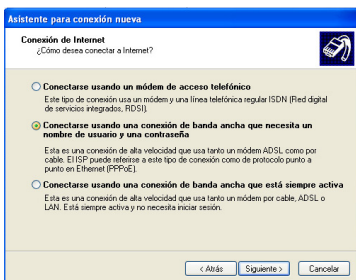 Asistente para conexión nueva
Conexión de Internet
¿Cómo desea conectar a Internet?
Conectarse usando un módem de acceso telefónico
Este tipo de conexión usa un módem y una línea telefónica regular ISDN (Red digital
de servicios integrados, RDSI).
Conectarse usando una conexión de banda ancha que necesita un
nombre de usuario y una contraseña
Esta es una conexión de alta velocidad que usa tanto un módem ADSL como por
cable. El ISP puede referirse a este tipo de conexión como de protocolo punto a
punto en Ethernet (PPPoE).
Conectarse usando una conexión de banda ancha que está siempre activa
Esta es una conexión de alta velocidad que usa tanto un módem por cable, ADSL o
LAN. Está siempre activa y no necesita iniciar sesión.
< Atrás Siguiente > Cancelar